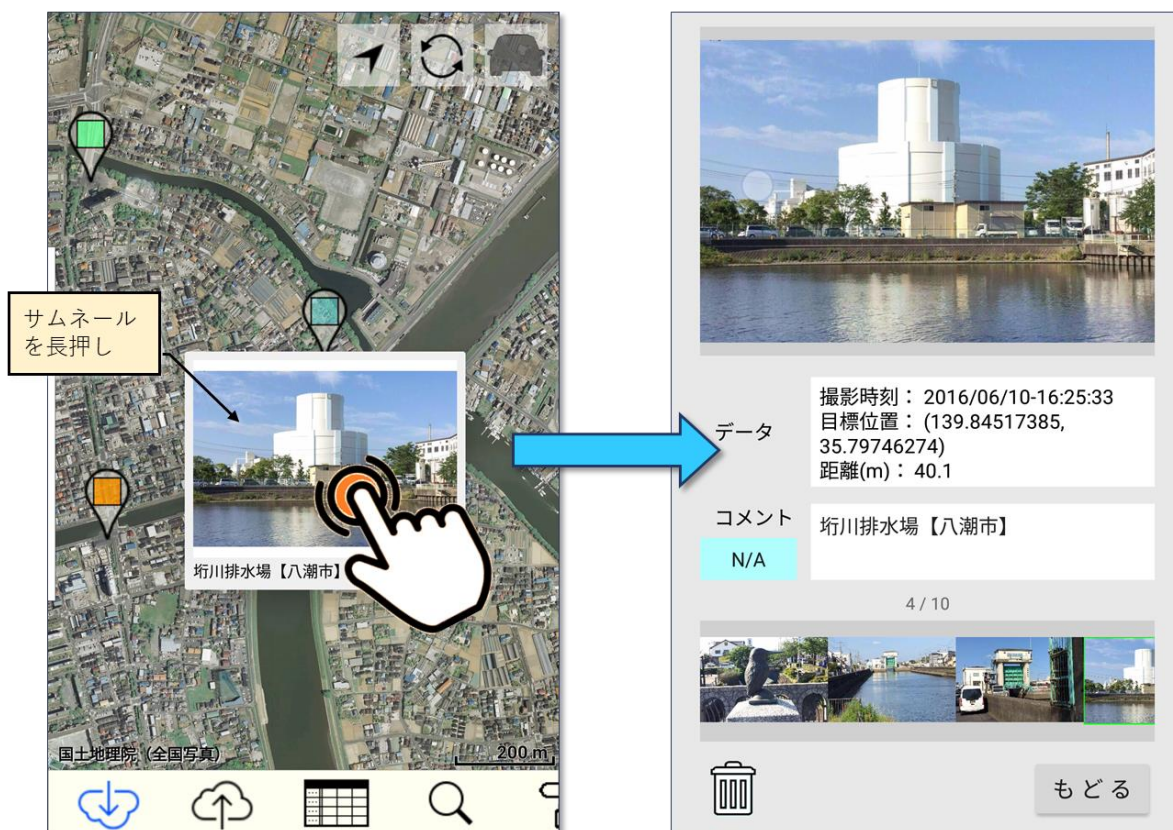 サムネール
を長押し
垳川排水場【八潮市】
国土地理院（全国写真）
200 m
データ
撮影時刻： 2016/06/10-16:25:33
目標位置： (139.84517385,
35.79746274)
距離(m)： 40.1
コメント
N/A
垳川排水場【八潮市】
4 / 10
もどる